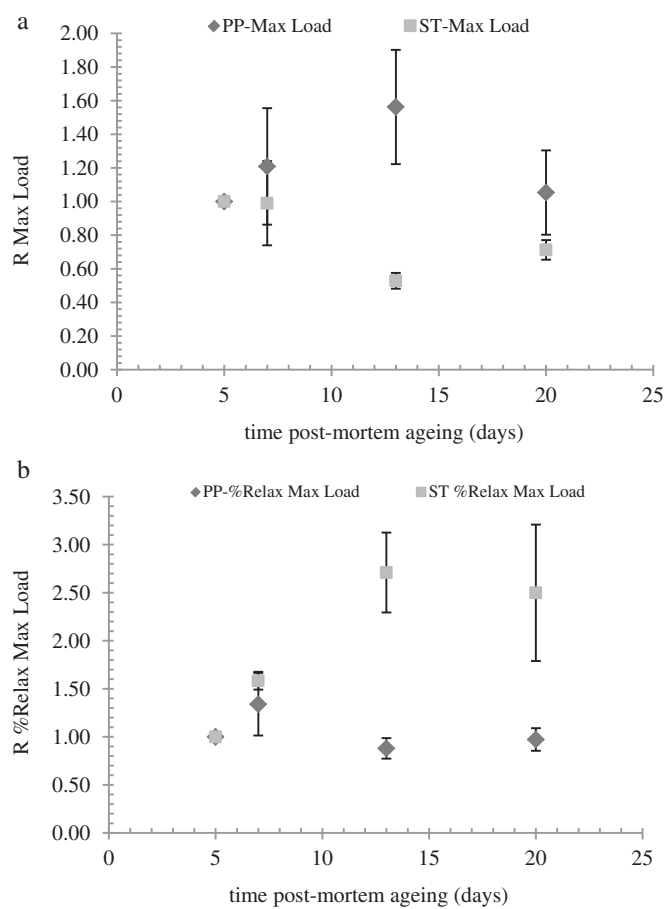 a
PP-Max Load ST-Max Load
2.00
1.80
1.60
1.40
1.20
1.00
0.80
0.60
0.40
0.20
0.00
R Max Load
0 5 10 15 20 25
time post-mortem ageing (days)
b
PP-%Relax Max Load ST %Relax Max Load
3.50
3.00
2.50
2.00
1.50
1.00
0.50
0.00
R %Relax Max Load
0 5 10 15 20 25
time post-mortem ageing (days)